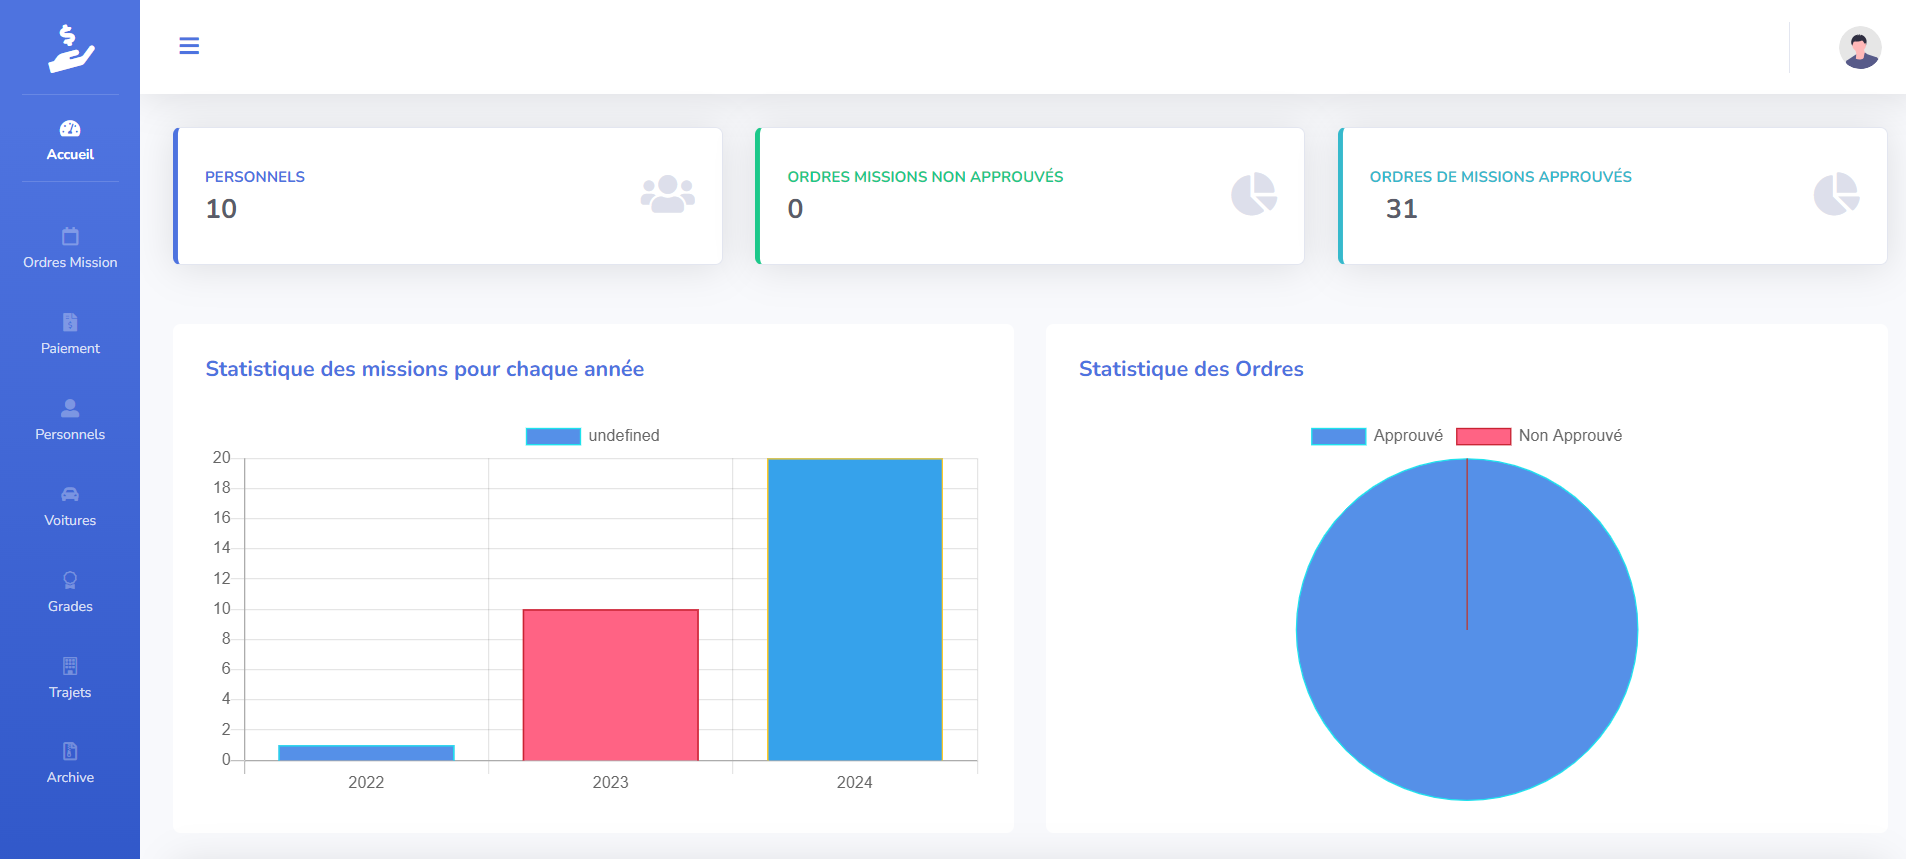 Accueil
Ordres Mission
Paiement
Personnels
Voitures
Grades
Trajets
Archive
PERSONNELS
10
ORDRES MISSIONS NON APPROUVÉS
0
ORDRES DE MISSIONS APPROUVÉS
31
Statistique des missions pour chaque année
undefined
20
18
16
14
12
10
8
6
4
2
0
2022 2023 2024
Statistique des Ordres
Approuvé Non Approuvé